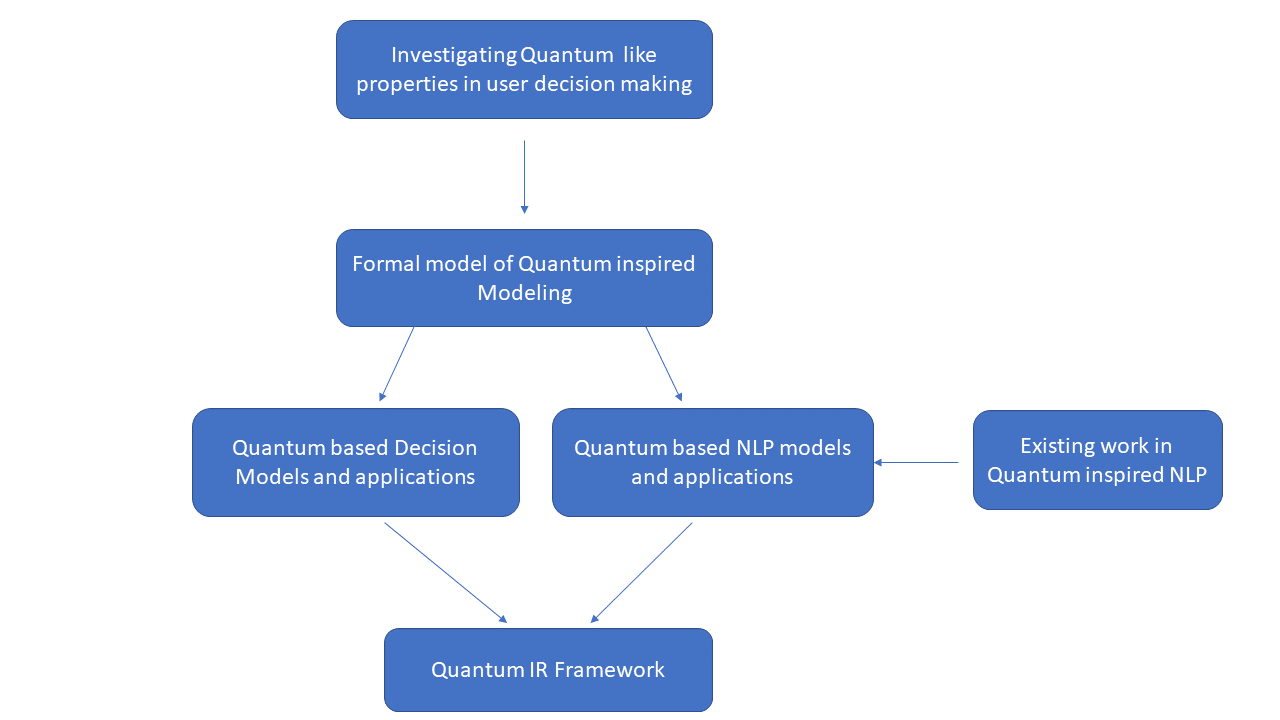 Investigating Quantum like
properties in user decision making
Formal model of Quantum inspired
Modeling
Quantum based Decision
Models and applications
Quantum based NLP models
and applications
Existing work in
Quantum inspired NLP
Quantum IR Framework